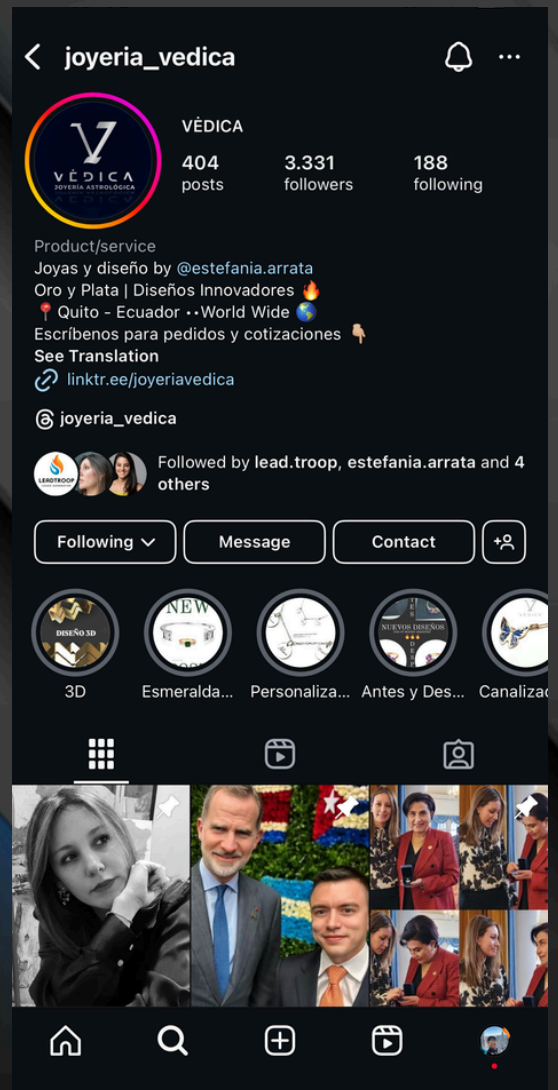 joyeria_vedica
VĖDICA
404
posts
3.331
followers
188
following
VĖDICA
JOYERÍA ASTROLÓGICA
Product/service
Joyas y diseño by @estefania.arrata
Oro y Plata | Diseños Innovadores 🔥
📍 Quito - Ecuador ··World Wide 🌎
Escríbenos para pedidos y cotizaciones 👇🏼
See Translation
linktr.ee/joyeriavedica
joyeria_vedica
LEADTROOP
Followed by lead.troop, estefania.arrata and 4
others
Following
Message
Contact
DISEÑO 3D
NEW
NUEVOS DISEÑOS
3D
Esmeralda...
Personaliza...
Antes y Des...
Canalizac